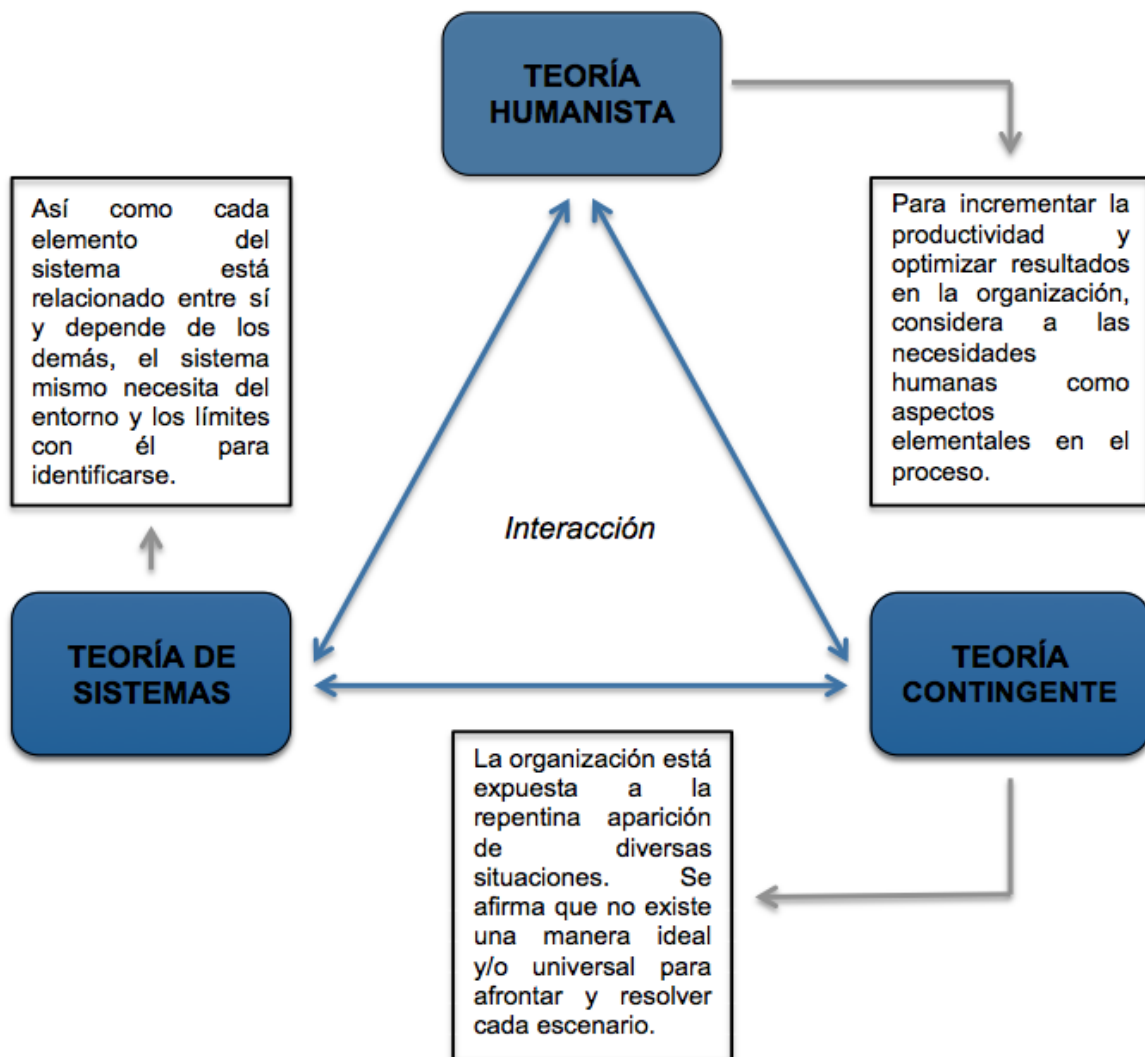 TEORÍA
HUMANISTA
Así como cada
elemento del
sistema está
relacionado entre sí
y depende de los
demás, el sistema
mismo necesita del
entorno y los límites
con él para
identificarse.
Para incrementar la
productividad y
optimizar resultados
en la organización,
considera a las
necesidades
humanas como
aspectos
elementales en el
proceso.
Interacción
TEORÍA DE
SISTEMAS
TEORÍA
CONTINGENTE
La organización está
expuesta a la
repentina aparición
de diversas
situaciones. Se
afirma que no existe
una manera ideal
y/o universal para
afrontar y resolver
cada escenario.